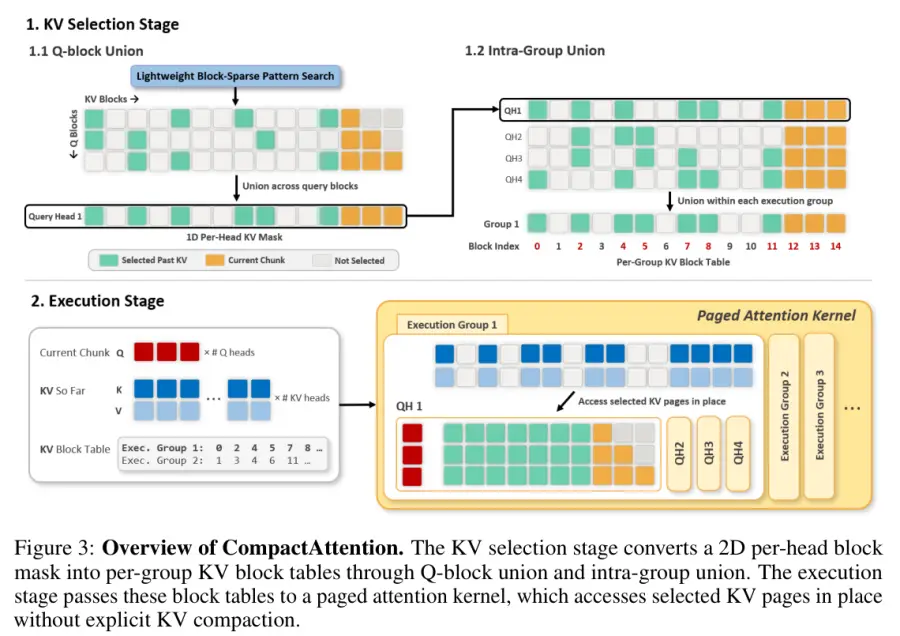 1. KV Selection Stage
1.1 Q-block Union
1.2 Intra-Group Union
Lightweight Block-Sparse Pattern Search
KV Blocks →
← Q Blocks
Union across query blocks
Query Head 1
1D Per-Head KV Mask
Selected Past KV
Current Chunk
Not Selected
QH1
QH2
QH3
QH4
Union within each execution group
Group 1
Block Index 0 1 2 3 4 5 6 7 8 9 10 11 12 13 14
Per-Group KV Block Table
2. Execution Stage
Current Chunk Q × # Q heads
KV So Far K
V
... × # KV heads
KV Block Table
Exec. Group 1: 0 2 4 5 7 8 …
Exec. Group 2: 1 3 4 6 11 …
Paged Attention Kernel
Execution Group 1
Access selected KV pages in place
QH 1
QH2
QH3
QH4
Execution Group 2
Execution Group 3
...
Figure 3: Overview of CompactAttention. The KV selection stage converts a 2D per-head block
mask into per-group KV block tables through Q-block union and intra-group union. The execution
stage passes these block tables to a paged attention kernel, which accesses selected KV pages in place
without explicit KV compaction.